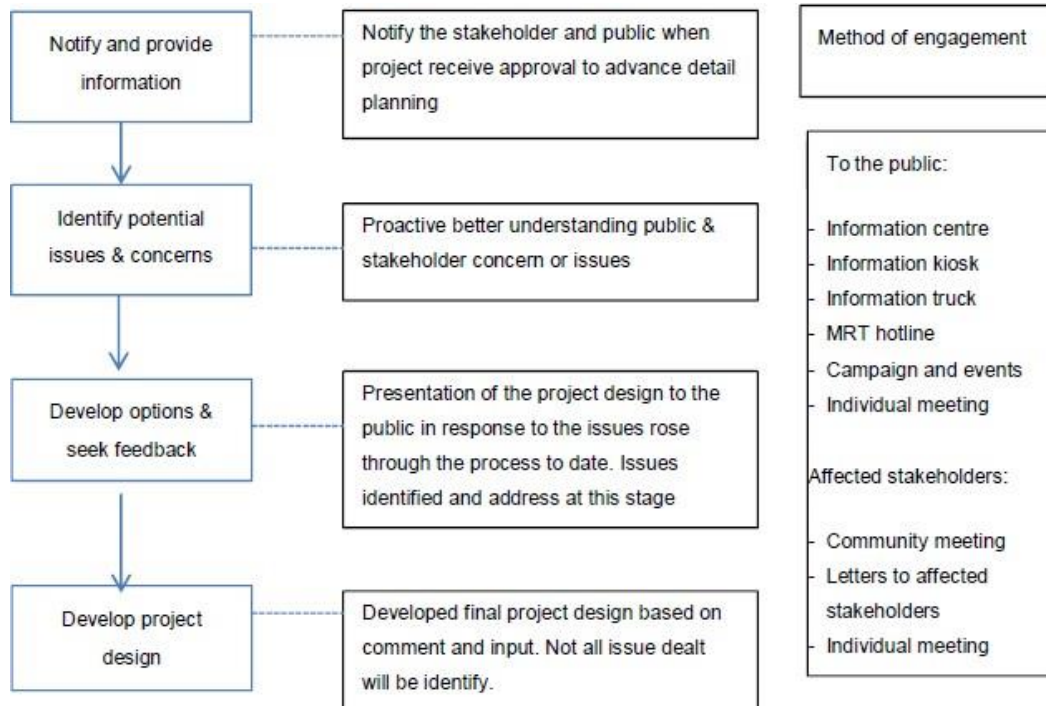 Notify and provide
information
Notify the stakeholder and public when
project receive approval to advance detail
planning
Identify potential
issues & concerns
Proactive better understanding public &
stakeholder concern or issues
Develop options &
seek feedback
Presentation of the project design to the
public in response to the issues rose
through the process to date. Issues
identified and address at this stage
Develop project
design
Developed final project design based on
comment and input. Not all issue dealt
will be identify.
Method of engagement
To the public:
- Information centre
- Information kiosk
- Information truck
- MRT hotline
- Campaign and events
- Individual meeting
Affected stakeholders:
- Community meeting
- Letters to affected
stakeholders
- Individual meeting